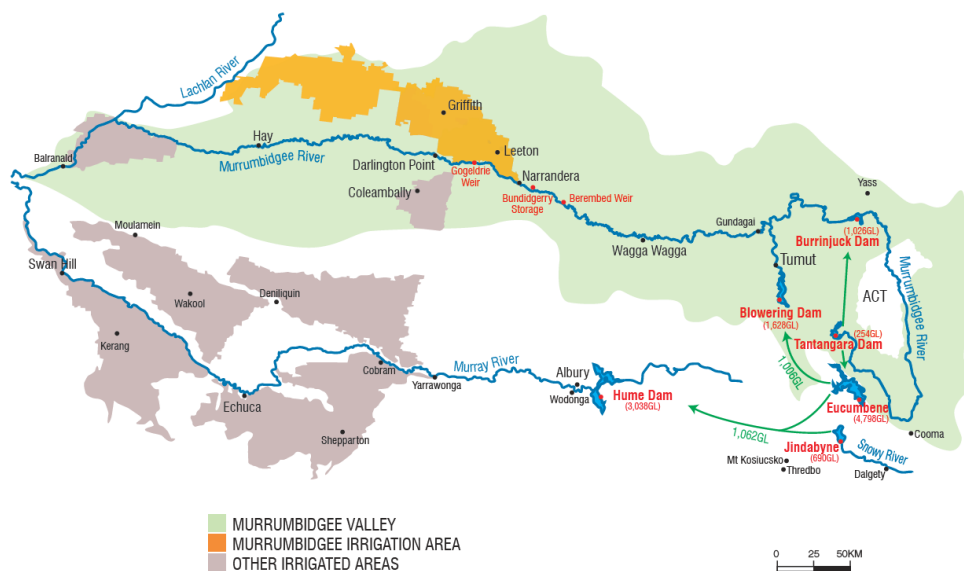 Lachlan River
Griffith
Hay
Murrumbidgee River
Balranald
Darlington Point
Leeton
Gogeldrie
Weir
Narrandera
Coleambally
Bundidgerry
Storage
Berembed Weir
Yass
Moulamein
Gundagai
(1,026GL)
Burrinjuck Dam
Wagga Wagga
Swan Hill
Tumut
Murrumbidgee River
Wakool
Deniliquin
ACT
Blowering Dam
(1,628GL)
(254GL)
Tantangara Dam
Kerang
Murray River
Cobram
Yarrawonga
Albury
Wodonga
Hume Dam
(3,038GL)
1,006GL
Echuca
Eucumbene
(4,798GL)
Shepparton
1,062GL
Cooma
Jindabyne
(690GL)
Snowy River
Mt Kosiucsko
Thredbo
Dalgety
MURRUMBIDGEE VALLEY
MURRUMBIDGEE IRRIGATION AREA
OTHER IRRIGATED AREAS
0 25 50KM